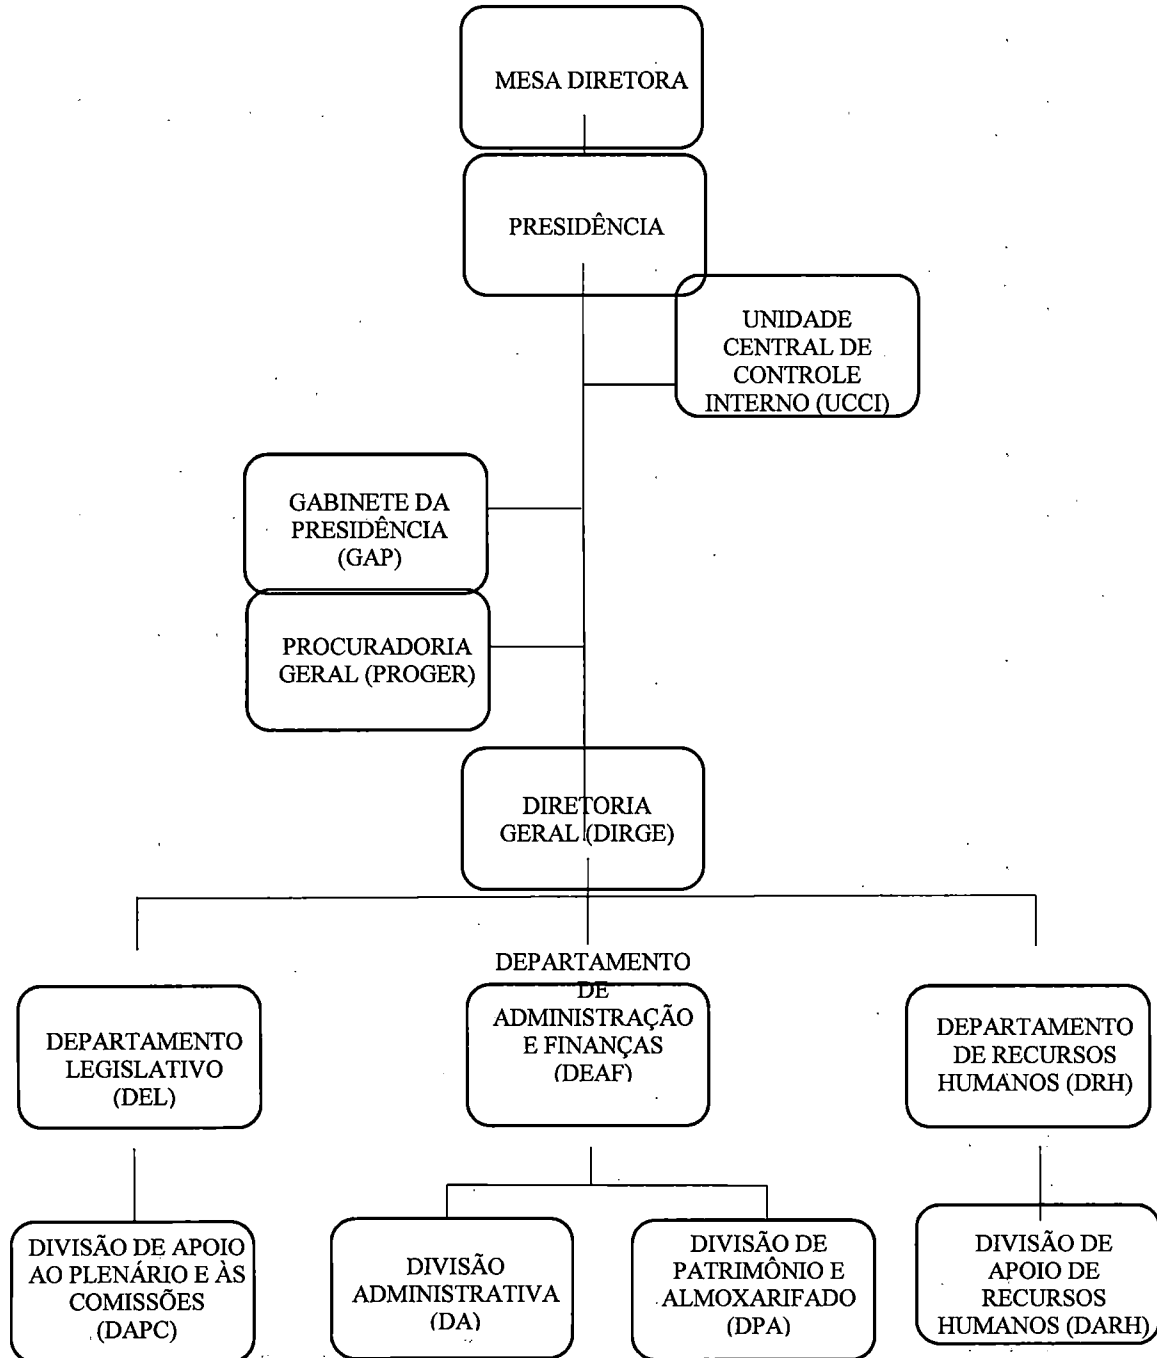 MESA DIRETORA
PRESIDÊNCIA
UNIDADE
CENTRAL DE
CONTROLE
INTERNO (UCCI)
GABINETE DA
PRESIDÊNCIA
(GAP)
PROCURADORIA
GERAL (PROGER)
DIRETORIA
GERAL (DIRGE)
DEPARTAMENTO
LEGISLATIVO
(DEL)
DEPARTAMENTO
DE
ADMINISTRAÇÃO
E FINANÇAS
(DEAF)
DEPARTAMENTO
DE RECURSOS
HUMANOS (DRH)
DIVISÃO DE APOIO
AO PLENÁRIO E ÀS
COMISSÕES
(DAPC)
DIVISÃO
ADMINISTRATIVA
(DA)
DIVISÃO DE
PATRIMÔNIO E
ALMOXARIFADO
(DPA)
DIVISÃO DE
APOIO DE
RECURSOS
HUMANOS (DARH)